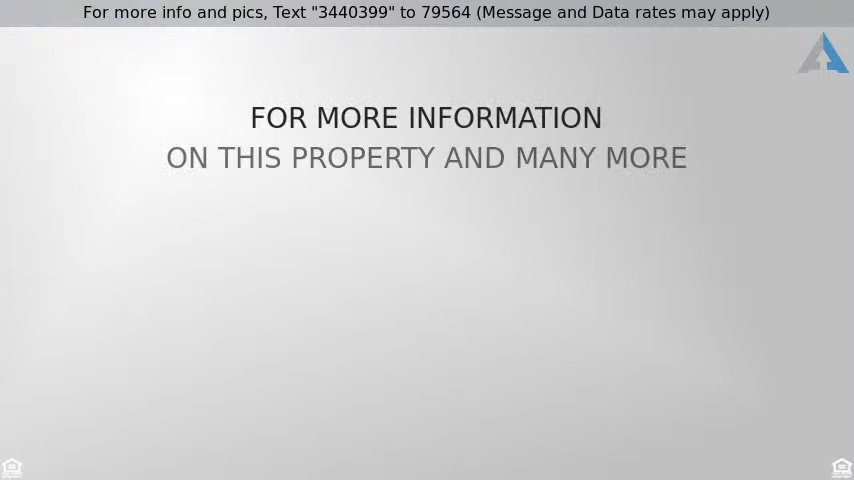 For more info and pics, Text "3440399" to 79564 (Message and Data rates may apply)
FOR MORE INFORMATION
ON THIS PROPERTY AND MANY MORE